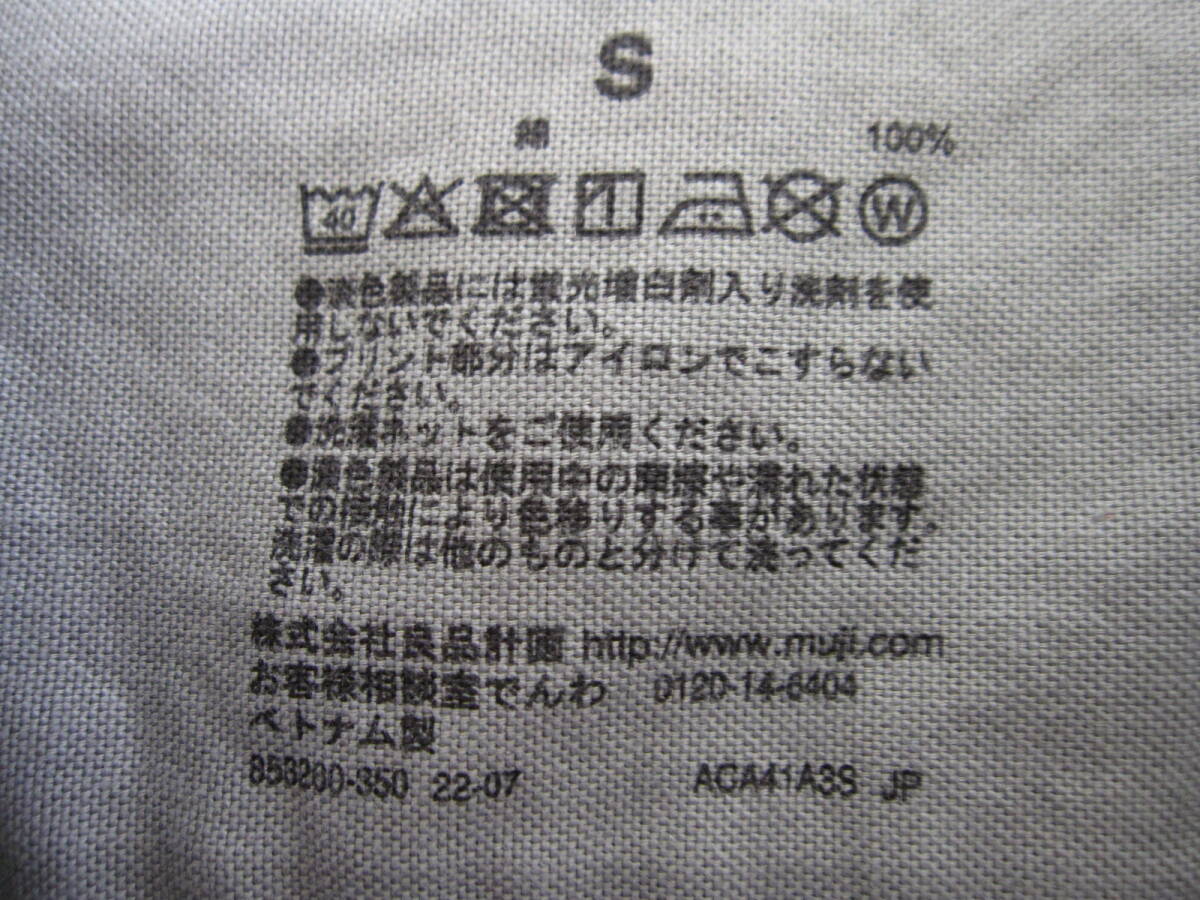 S
綿 100%
40 W
●淡色製品には蛍光増白剤入り洗剤を使
用しないでください。
●プリント部分はアイロンでこすらない
でください。
●洗濯ネットをご使用ください。
●濃色製品は使用中の摩擦や濡れた状態
での摩擦により色移りする事があります。
洗濯の際は他のものと分けて洗ってくだ
さい。
株式会社良品計画 http://www.muji.com
お客様相談室でんわ 0120-14-6404
ベトナム製
22-07 ACA41A3S JP